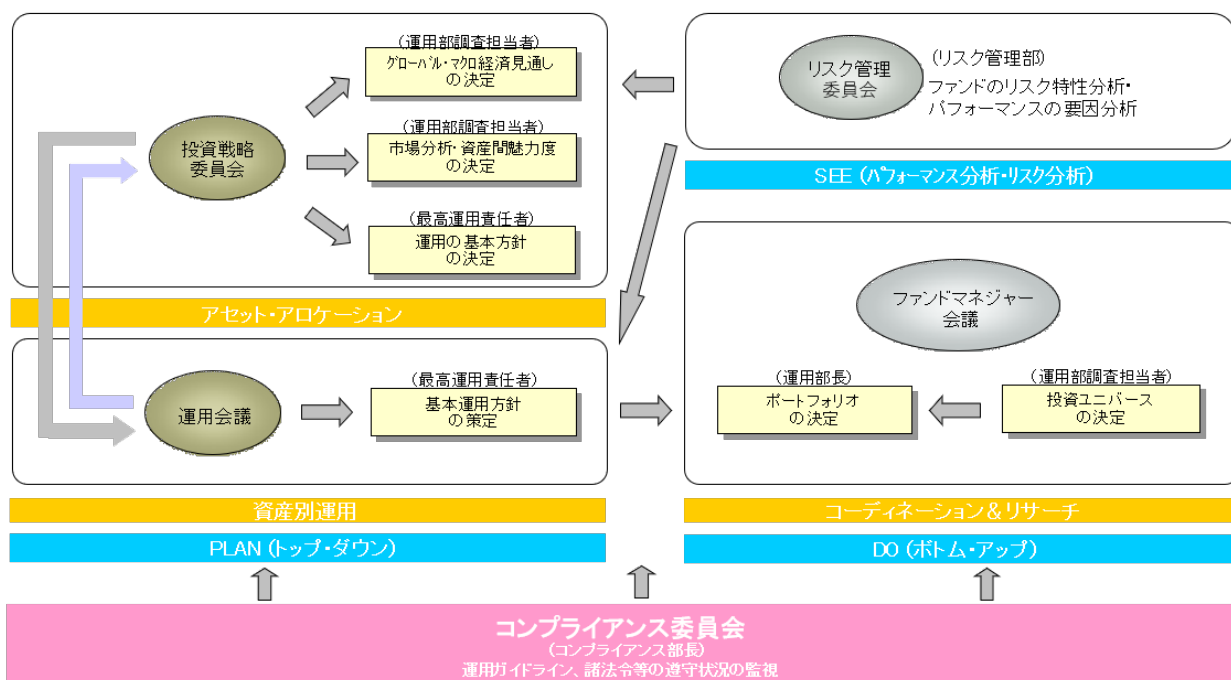 (運用部調査担当者)
グローバル・マクロ経済見通し
の決定
投資戦略
委員会
(運用部調査担当者)
市場分析・資産間魅力度
の決定
(最高運用責任者)
運用の基本方針
の決定
アセット・アロケーション
運用会議
(最高運用責任者)
基本運用方針
の策定
資産別運用
PLAN (トップ・ダウン)
リスク管理
委員会
(リスク管理部)
ファンドのリスク特性分析・
パフォーマンスの要因分析
SEE (パフォーマンス分析・リスク分析)
ファンドマネジャー
会議
(運用部長)
ポートフォリオ
の決定
(運用部調査担当者)
投資ユニバース
の決定
コーディネーション&リサーチ
DO (ボトム・アップ)
コンプライアンス委員会
(コンプライアンス部長)
運用ガイドライン、諸法令等の遵守状況の監視